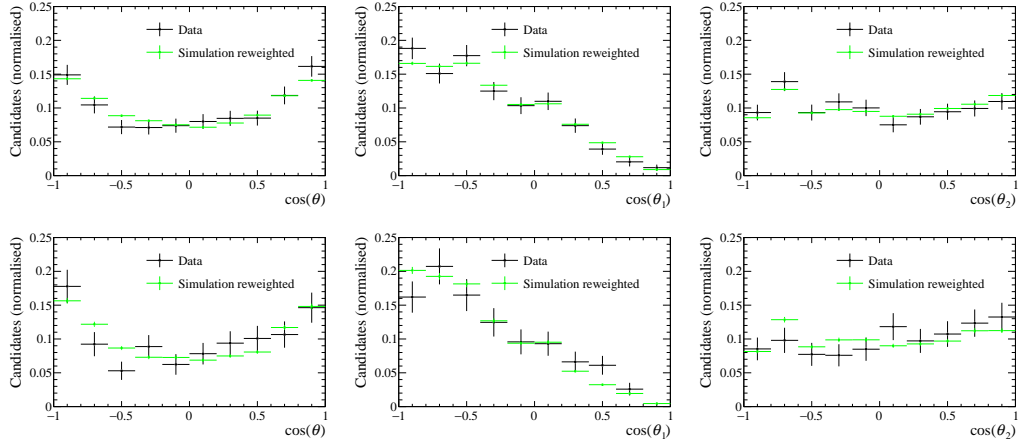 Candidates (normalised)
0.25
0.2
0.15
0.1
0.05
0
Data
Simulation reweighted
−1 −0.5 0 0.5 1
cos(θ)
Candidates (normalised)
0.25
0.2
0.15
0.1
0.05
0
Data
Simulation reweighted
−1 −0.5 0 0.5 1
cos(θ1)
Candidates (normalised)
0.25
0.2
0.15
0.1
0.05
0
Data
Simulation reweighted
−1 −0.5 0 0.5 1
cos(θ2)
Candidates (normalised)
0.25
0.2
0.15
0.1
0.05
0
Data
Simulation reweighted
−1 −0.5 0 0.5 1
cos(θ)
Candidates (normalised)
0.25
0.2
0.15
0.1
0.05
0
Data
Simulation reweighted
−1 −0.5 0 0.5 1
cos(θ1)
Candidates (normalised)
0.25
0.2
0.15
0.1
0.05
0
Data
Simulation reweighted
−1 −0.5 0 0.5 1
cos(θ2)